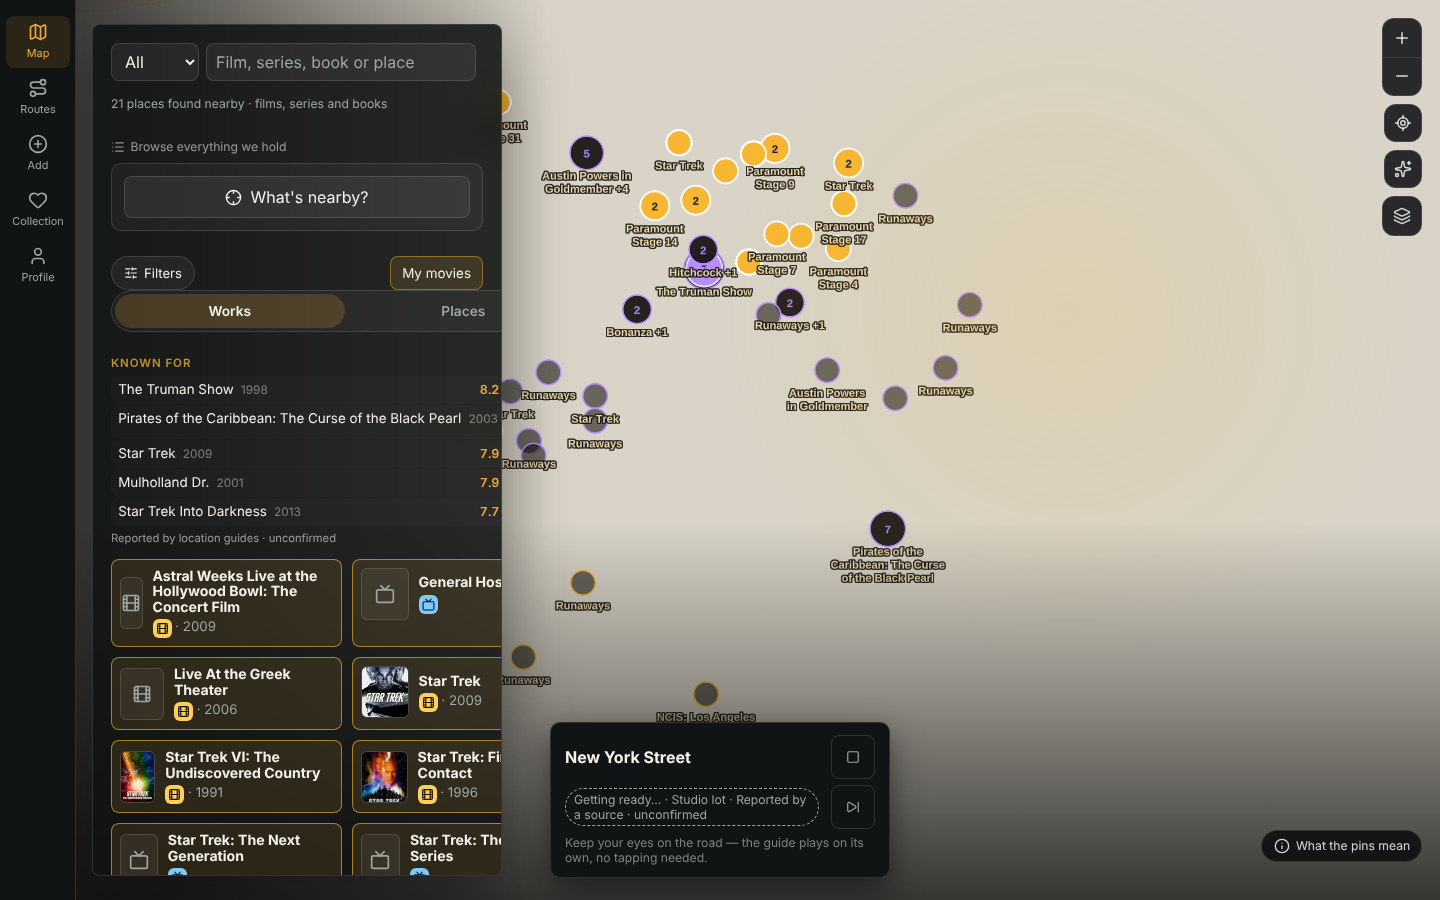 Map
Routes
Add
Collection
Profile
All
Film, series, book or place
21 places found nearby · films, series and books
Browse everything we hold
What's nearby?
Filters
My movies
Works
Places
KNOWN FOR
The Truman Show 1998 8.2
Pirates of the Caribbean: The Curse of the Black Pearl 2003
Star Trek 2009 7.9
Mulholland Dr. 2001 7.9
Star Trek Into Darkness 2013 7.7
Reported by location guides · unconfirmed
Astral Weeks Live at the
Hollywood Bowl: The
Concert Film
· 2009
General Hos
Live At the Greek
Theater
· 2006
Star Trek
· 2009
Star Trek VI: The
Undiscovered Country
· 1991
Star Trek: Fi
Contact
· 1996
Star Trek: The Next
Generation
Star Trek: The
Series
ount
31
5
Austin Powers in
Goldmember +4
Star Trek
2
Paramount
Stage 9
2
Star Trek
Runaways
2
Paramount
Stage 14
2
Paramount
Stage 17
Paramount
Stage 7
Paramount
Stage 4
2
Hitchcock +1
The Truman Show
2
Bonanza +1
2
Runaways +1
Runaways
Runaways
r Trek
Star Trek
Runaways
Runaways
Austin Powers
in Goldmember
Runaways
7
Pirates of the
Caribbean: The Curse
of the Black Pearl
Runaways
unaways
NCIS: Los Angeles
New York Street
Getting ready... · Studio lot · Reported by
a source · unconfirmed
Keep your eyes on the road — the guide plays on its
own, no tapping needed.
What the pins mean